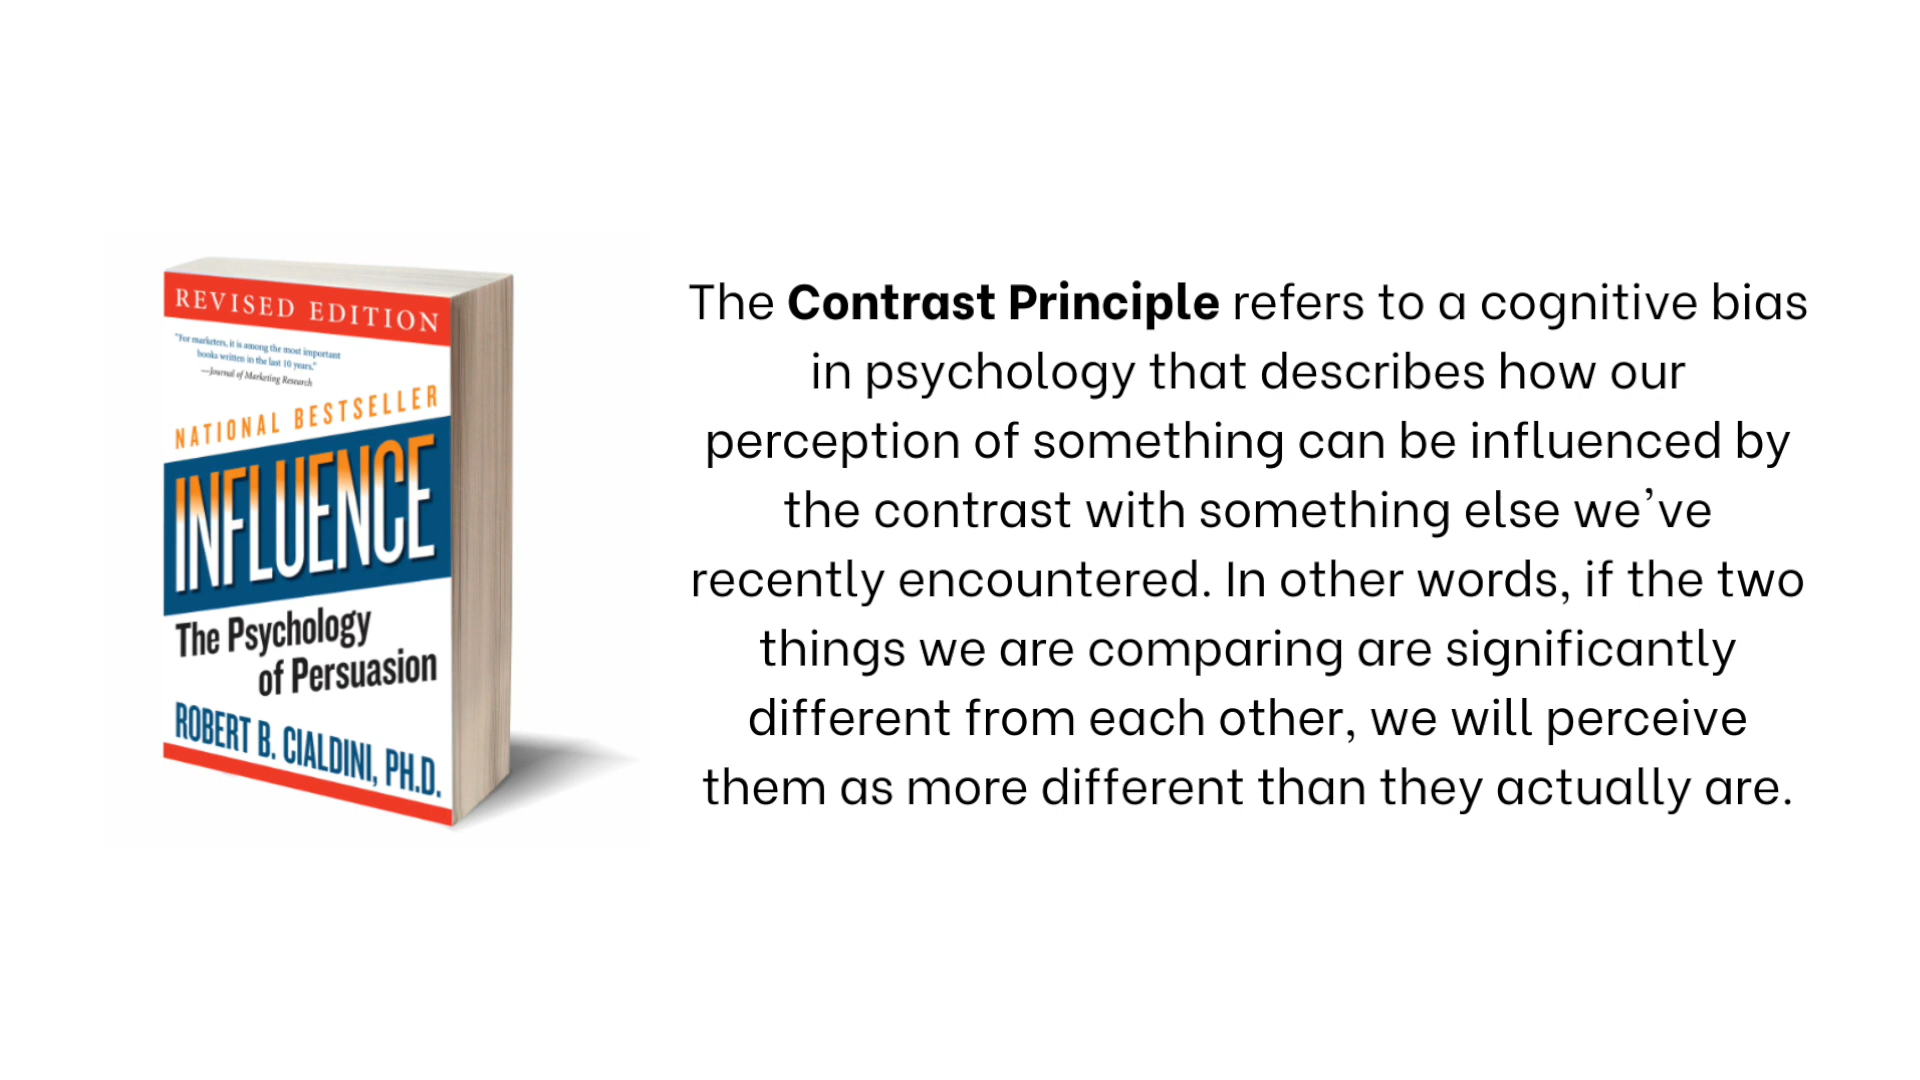 REVISED EDITION
"For marketers, it is among the most important
books written in the last 10 years."
—Journal of Marketing Research
NATIONAL BESTSELLER
INFLUENCE
The Psychology
of Persuasion
ROBERT B. CIALDINI, PH.D.
The Contrast Principle refers to a cognitive bias
in psychology that describes how our
perception of something can be influenced by
the contrast with something else we've
recently encountered. In other words, if the two
things we are comparing are significantly
different from each other, we will perceive
them as more different than they actually are.